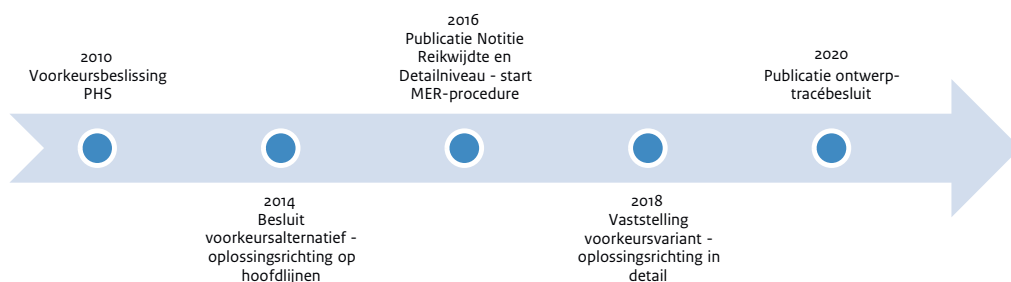 2010
Voorkeursbeslissing
PHS
2014
Besluit
voorkeursalternatief -
oplossingsrichting op
hoofdlijnen
2016
Publicatie Notitie
Reikwijdte en
Detailniveau - start
MER-procedure
2018
Vaststelling
voorkeursvariant -
oplossingsrichting in
detail
2020
Publicatie ontwerp-
tracébesluit